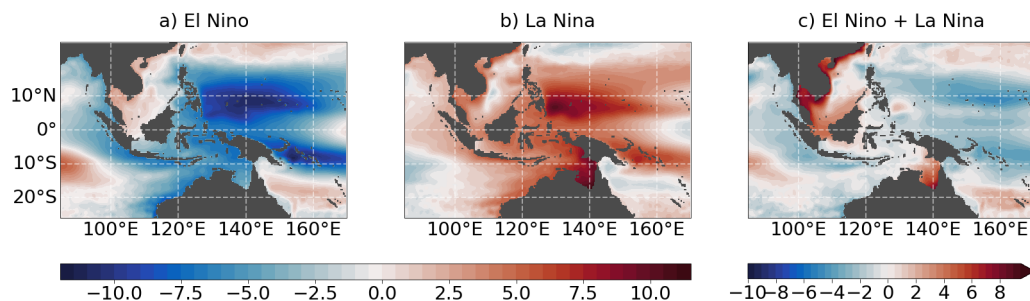 a) El Nino
b) La Nina
c) El Nino + La Nina
10°N
0°
10°S
20°S
100°E 120°E 140°E 160°E
100°E 120°E 140°E 160°E
100°E 120°E 140°E 160°E
−10.0 −7.5 −5.0 −2.5 0.0 2.5 5.0 7.5 10.0
−10−8 −6 −4 −2 0 2 4 6 8